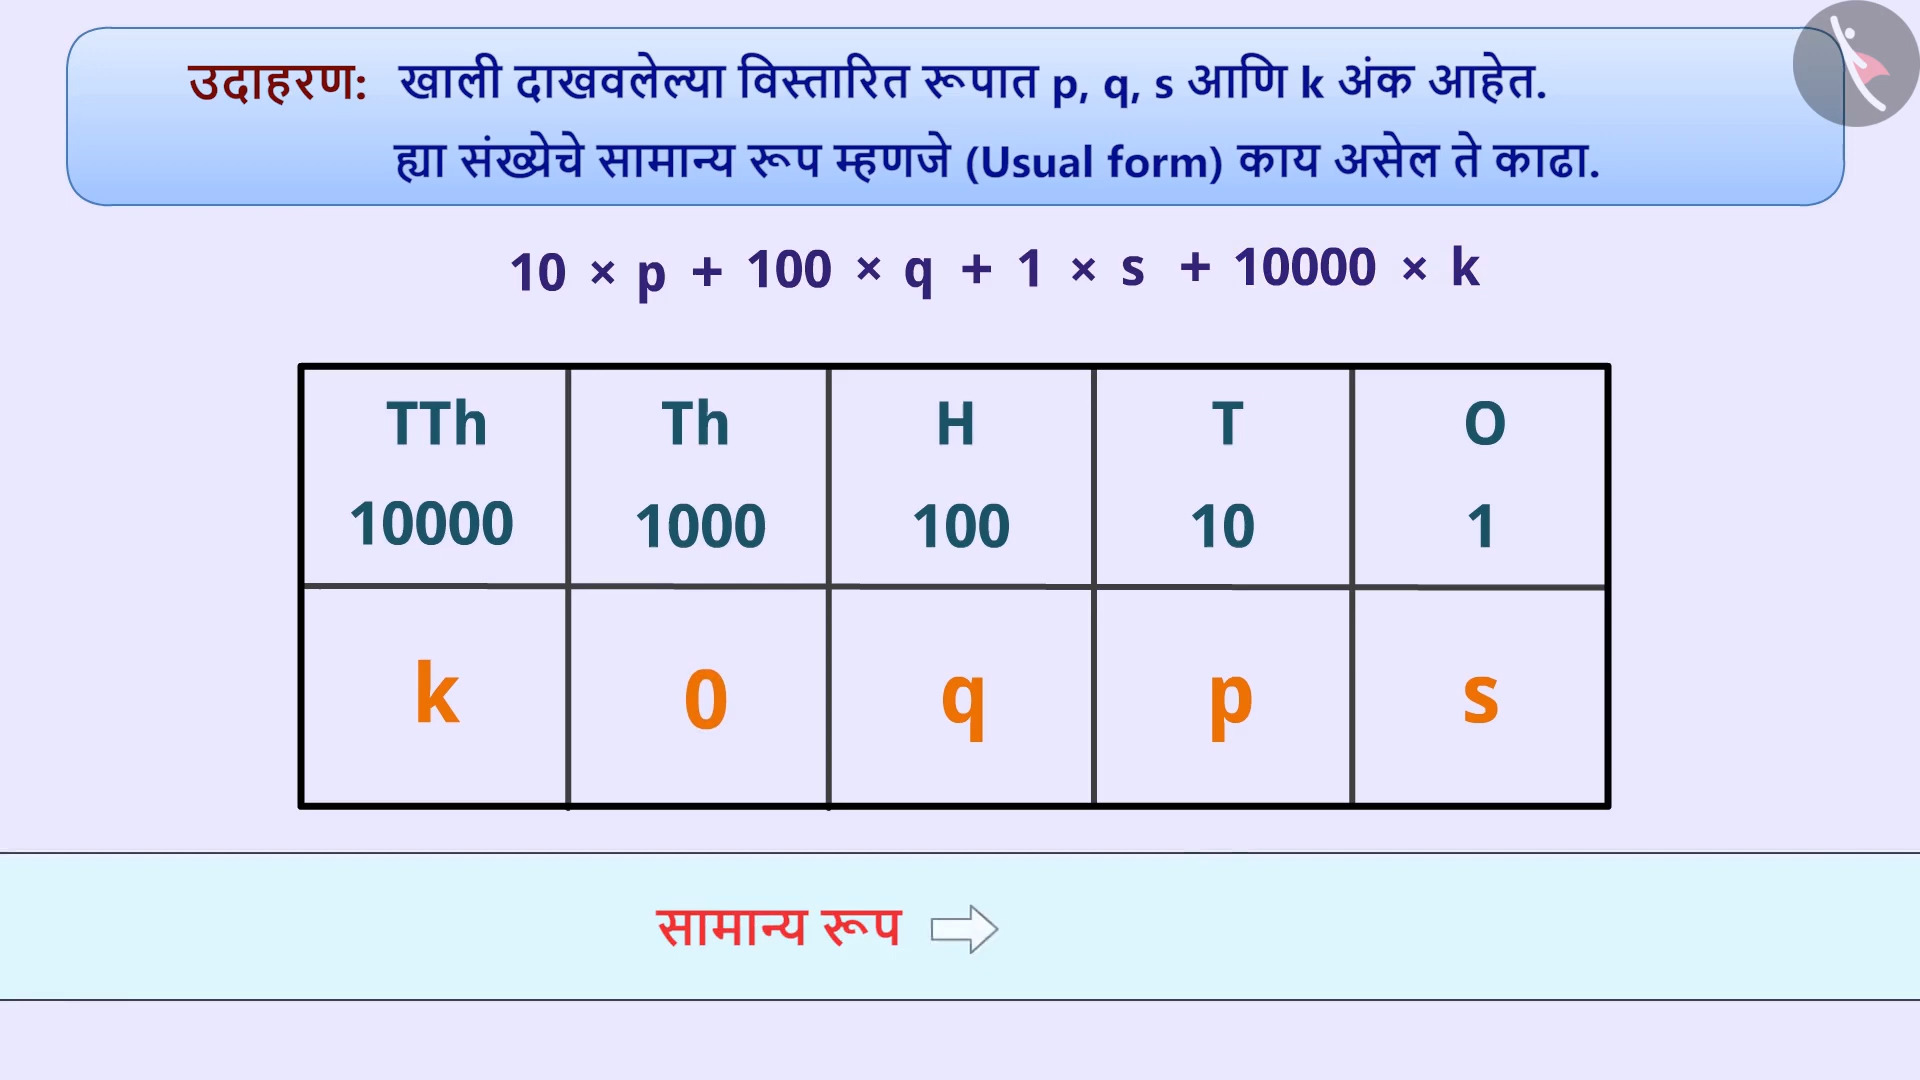 उदाहरण: खाली दाखवलेल्या विस्तारित रूपात p, q, s आणि k अंक आहेत.
ह्या संख्येचे सामान्य रूप म्हणजे (Usual form) काय असेल ते काढा.
10 × p + 100 × q + 1 × s + 10000 × k
TTh Th H T O
10000 1000 100 10 1
k 0 q p s
सामान्य रूप